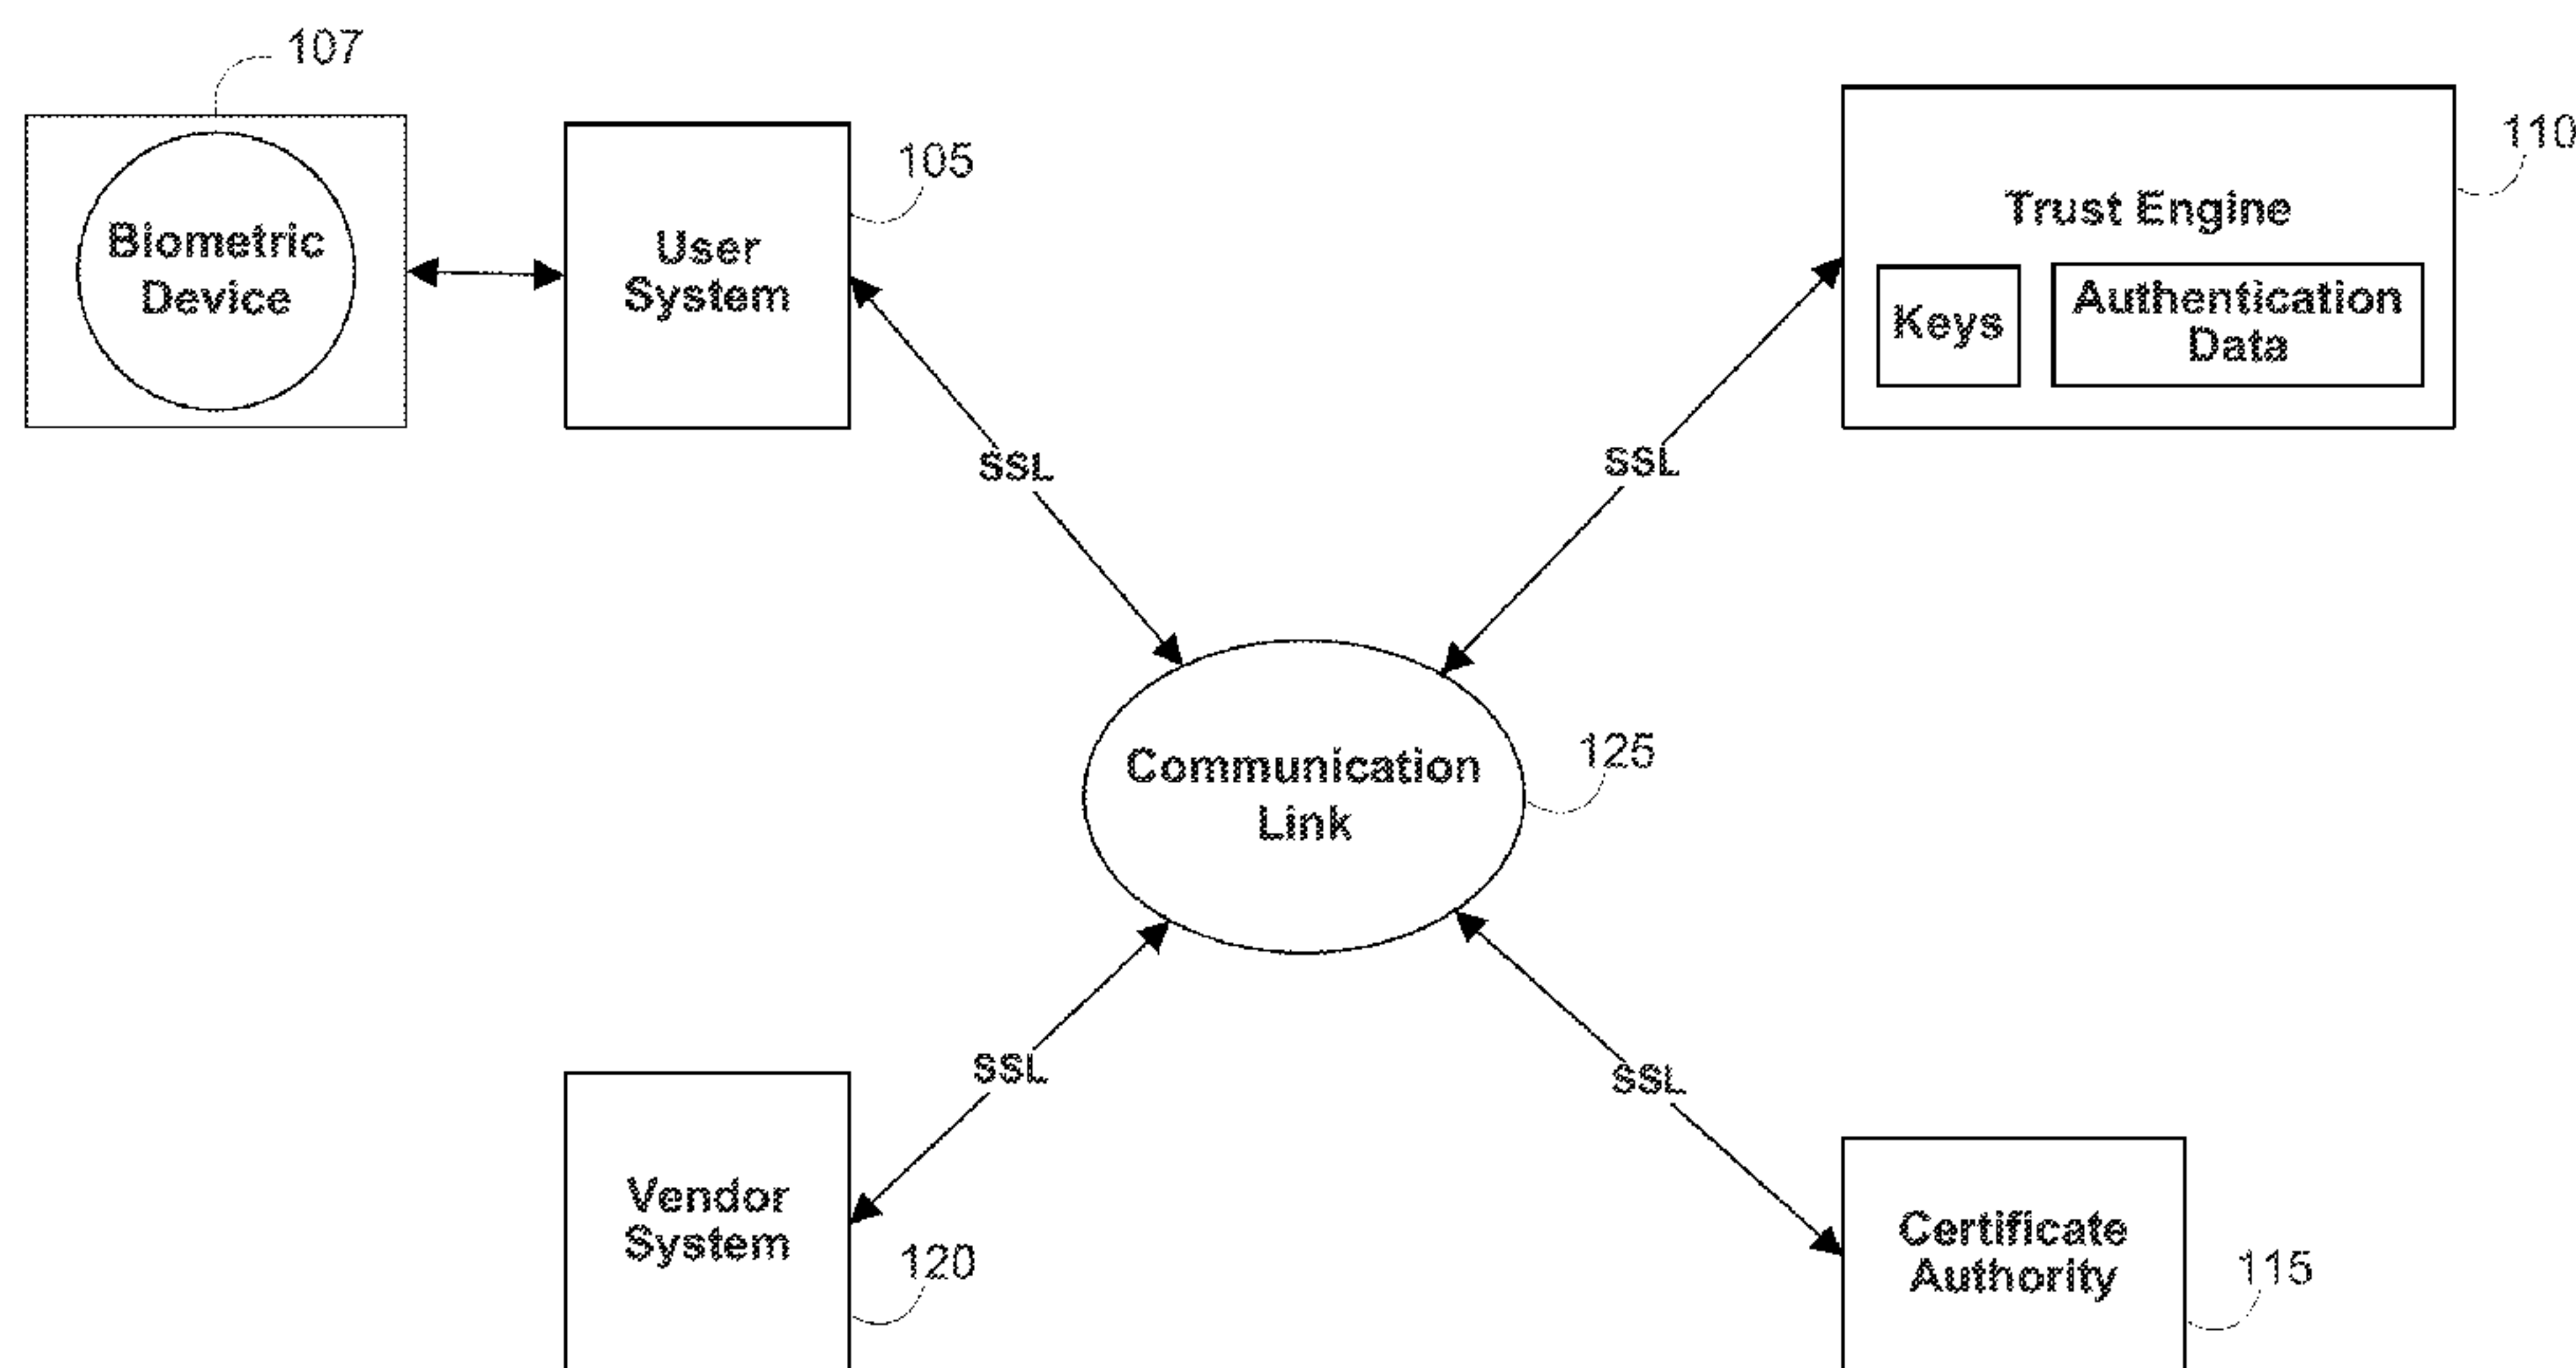 107
Biometric
Device
User
System
105
Trust Engine
Keys
Authentication
Data
110
SSL
SSL
Communication
Link
125
SSL
SSL
Vendor
System
120
Certificate
Authority
115